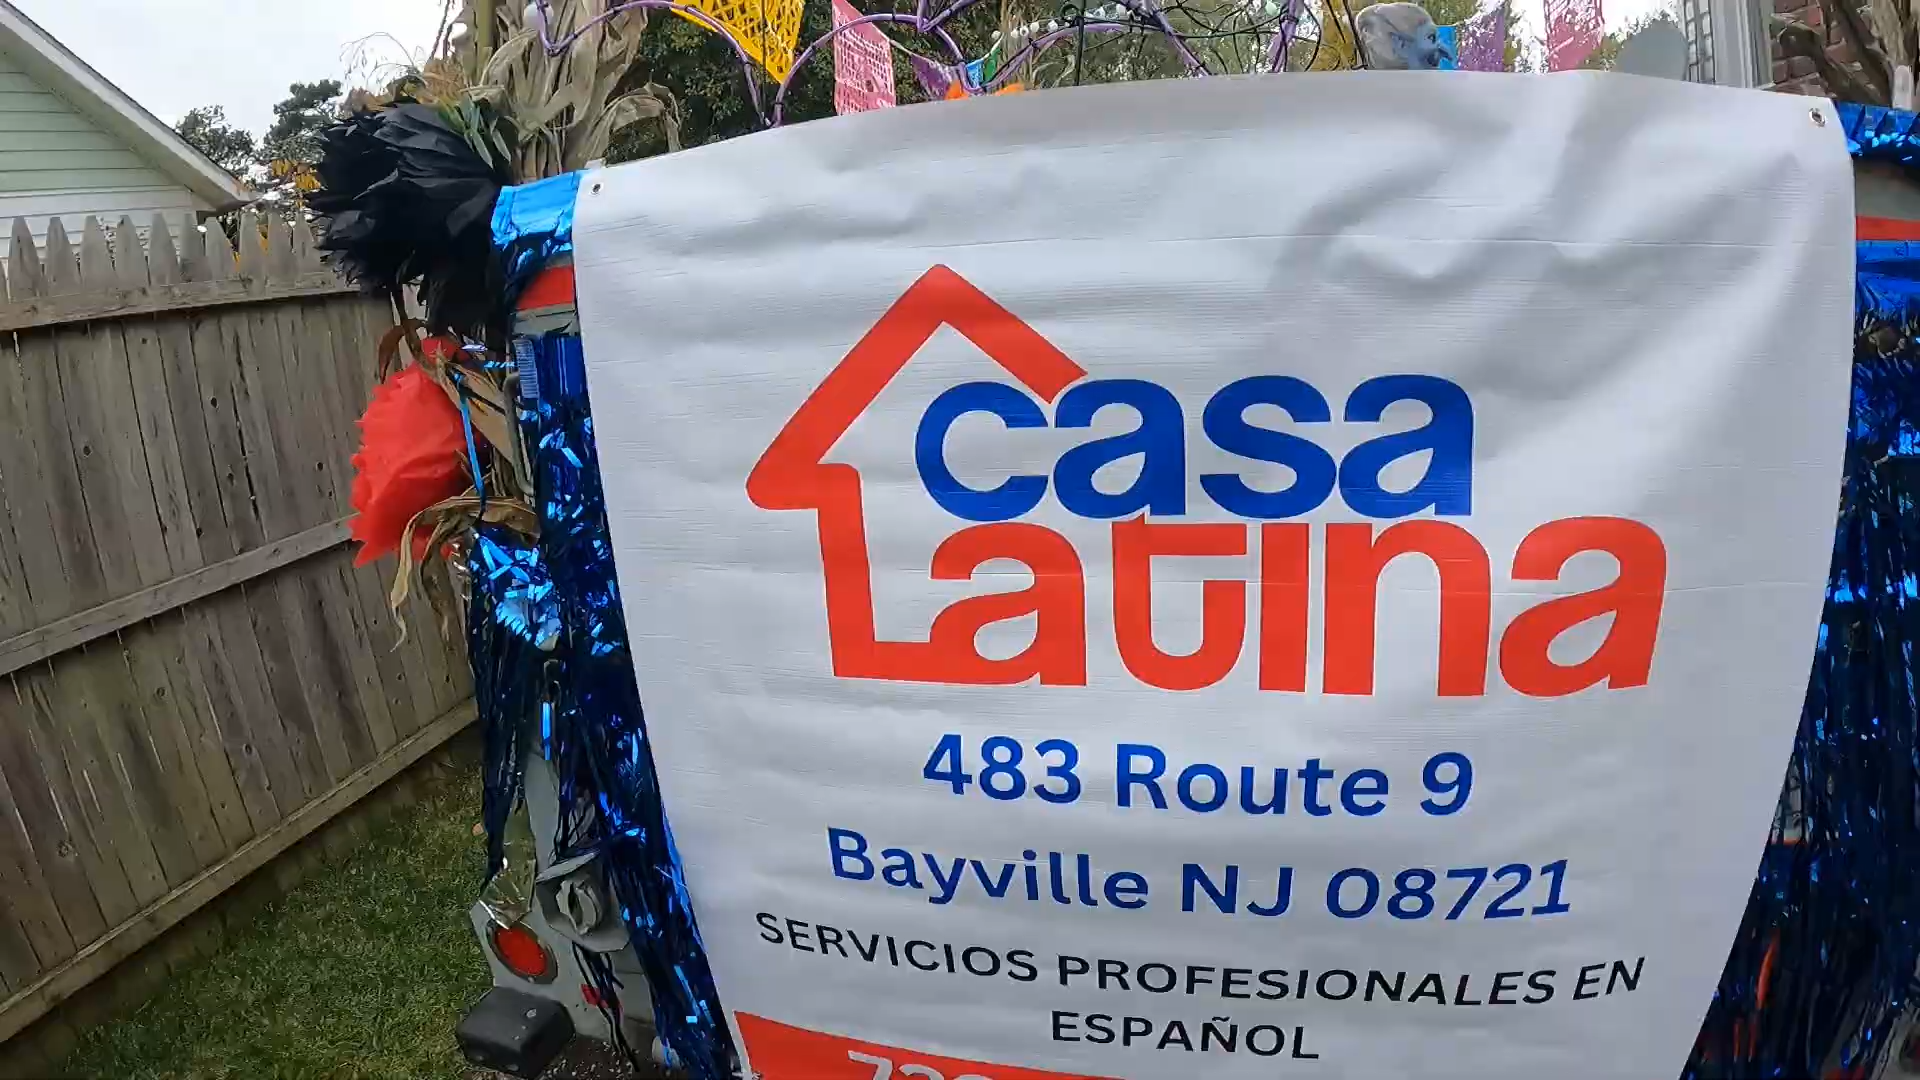 casa
Latina
483 Route 9
Bayville NJ 08721
SERVICIOS PROFESIONALES EN
ESPAÑOL